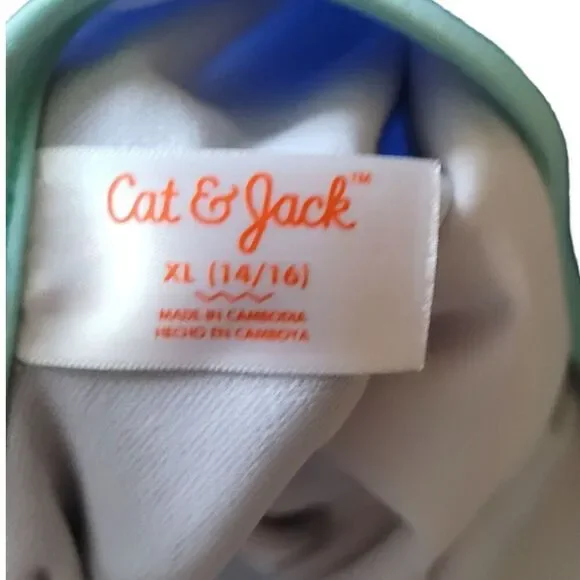 Cat & Jack™
XL (14/16)
MADE IN CAMBODIA
HECHO EN CAMBOYA